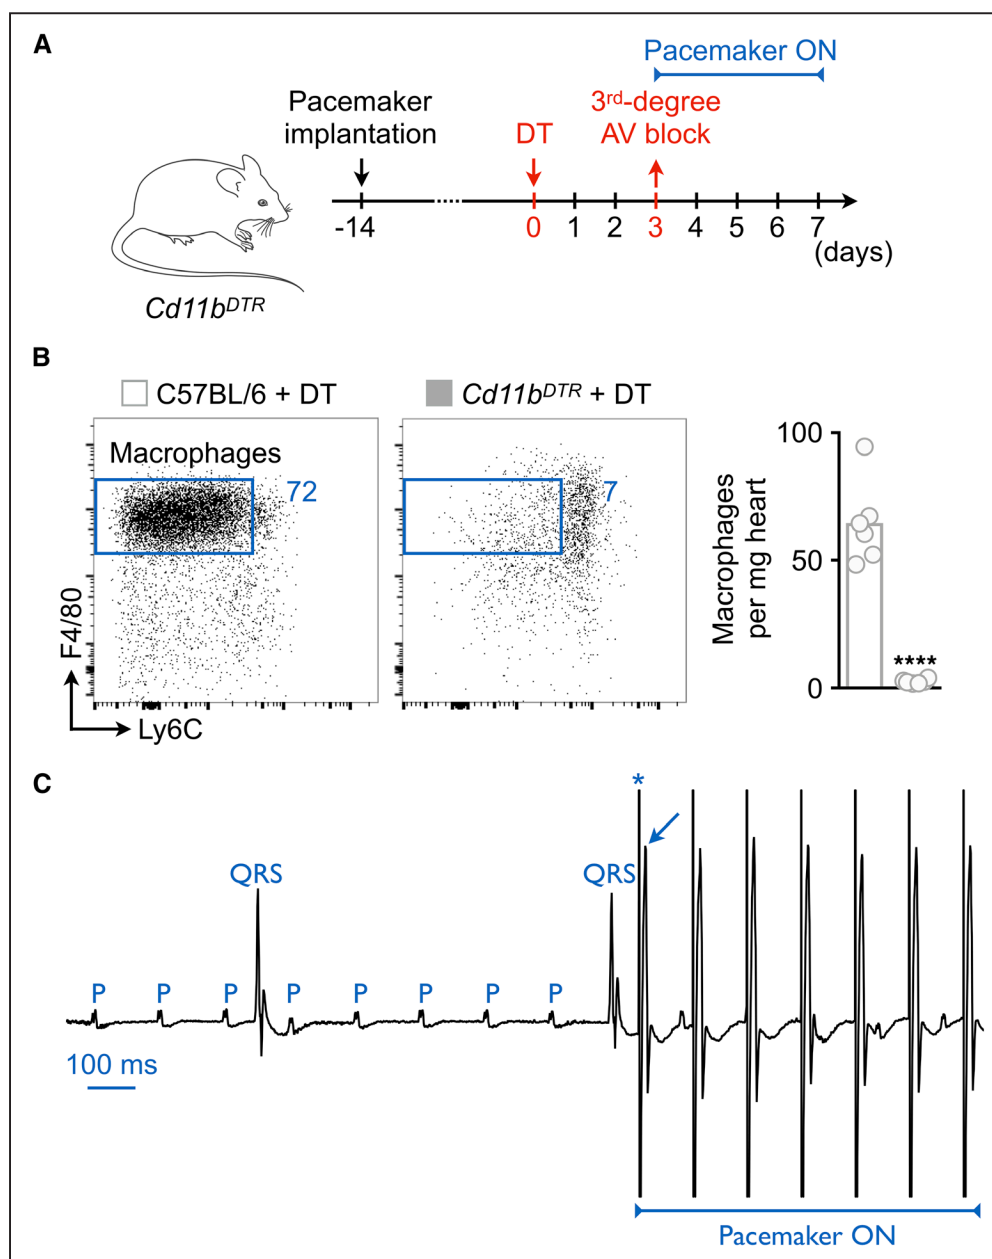 A
Pacemaker ON
Pacemaker
implantation
DT
3rd-degree
AV block
-14
0 1 2 3 4 5 6 7
(days)
Cd11bDTR
B
C57BL/6 + DT
Cd11bDTR + DT
Macrophages
72
7
F4/80
Ly6C
Macrophages
per mg heart
100
50
0
****
C
*
QRS
QRS
P P P P P P P P
100 ms
Pacemaker ON